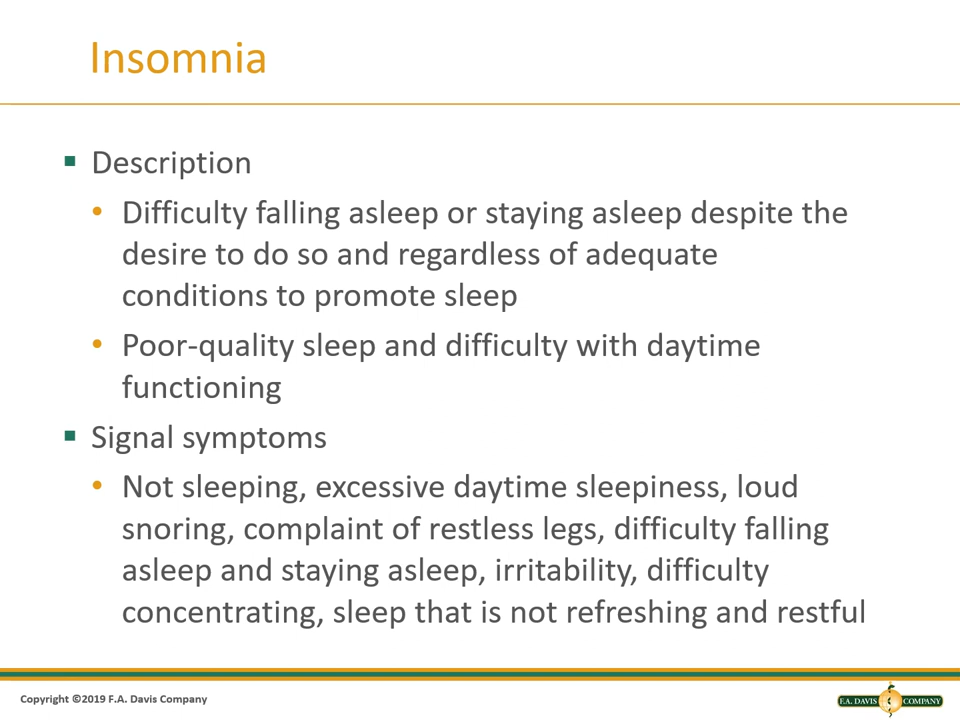 Insomnia
Description
Difficulty falling asleep or staying asleep despite the
desire to do so and regardless of adequate
conditions to promote sleep
Poor-quality sleep and difficulty with daytime
functioning
Signal symptoms
Not sleeping, excessive daytime sleepiness, loud
snoring, complaint of restless legs, difficulty falling
asleep and staying asleep, irritability, difficulty
concentrating, sleep that is not refreshing and restful
Copyright ©2019 F.A. Davis Company
F.A. DAVIS COMPANY